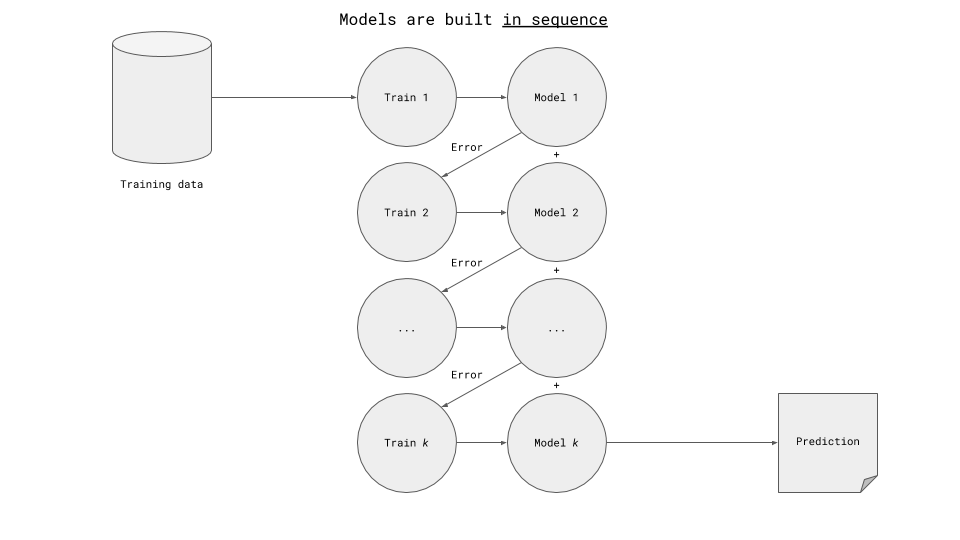 Models are built in sequence
Train 1
Model 1
Error
+
Training data
Train 2
Model 2
Error
+
...
...
Error
+
Train k
Model k
Prediction